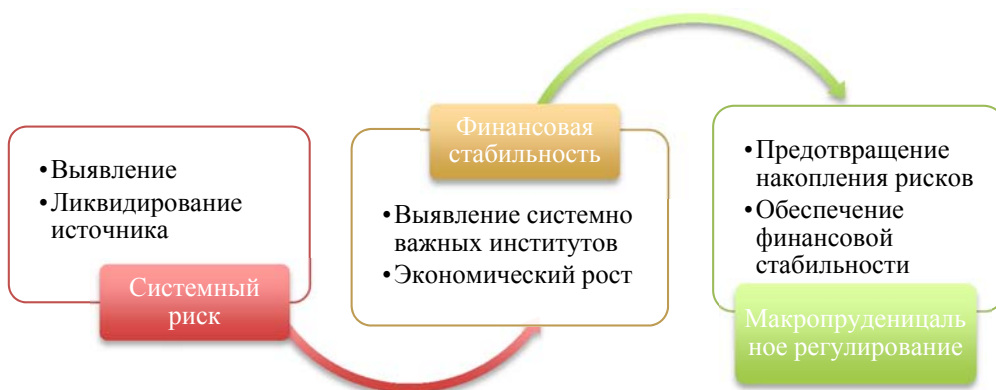 •Выявление
•Ликвидирование
источника
Системный
риск
Финансовая
стабильность
•Выявление системно
важных институтов
•Экономический рост
•Предотвращение
накопления рисков
•Обеспечение
финансовой
стабильности
Макропруденицаль
ное регулирование